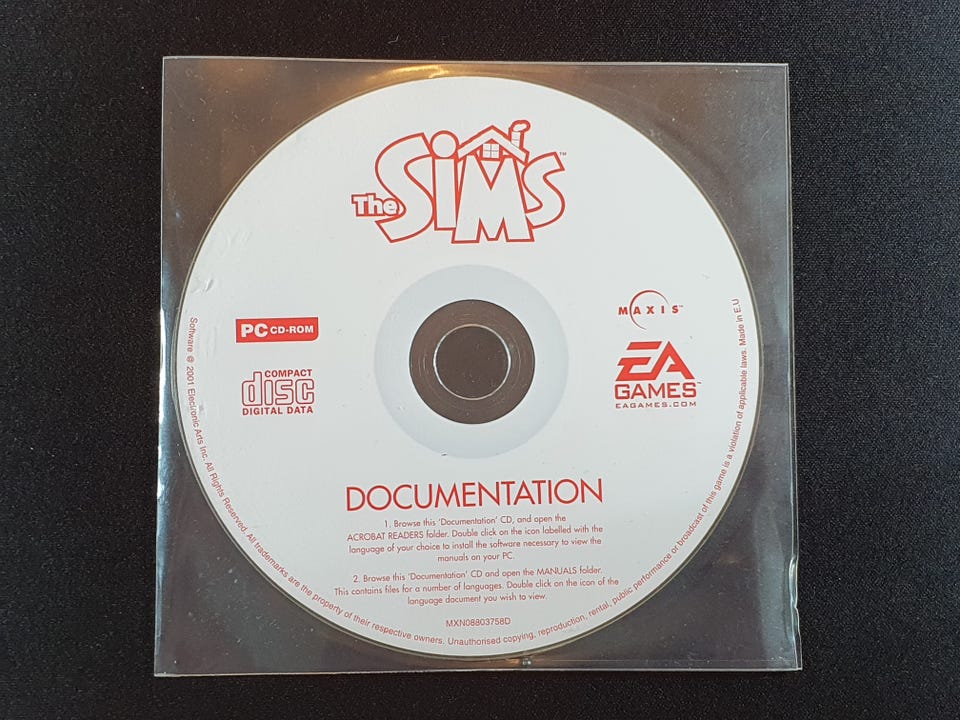 The SiMS™
MAXIS™
PC CD-ROM
EA
GAMES™
EAGAMES.COM
COMPACT
disc
DIGITAL DATA
DOCUMENTATION
1. Browse this 'Documentation' CD, and open the
ACROBAT READERS folder. Double click on the icon labelled with the
language of your choice to install the software necessary to view the
manuals on your PC.
2. Browse this 'Documentation' CD and open the MANUALS folder.
This contains files for a number of languages. Double click on the icon of the
language document you wish to view.
MXN08803758D
Software @ 2001 Electronic Arts Inc. All Rights Reserved. All trademarks are the property of their respective owners. Unauthorised copying, reproduction, rental, public performance or broadcast of this game is a violation of applicable laws. Made in E.U